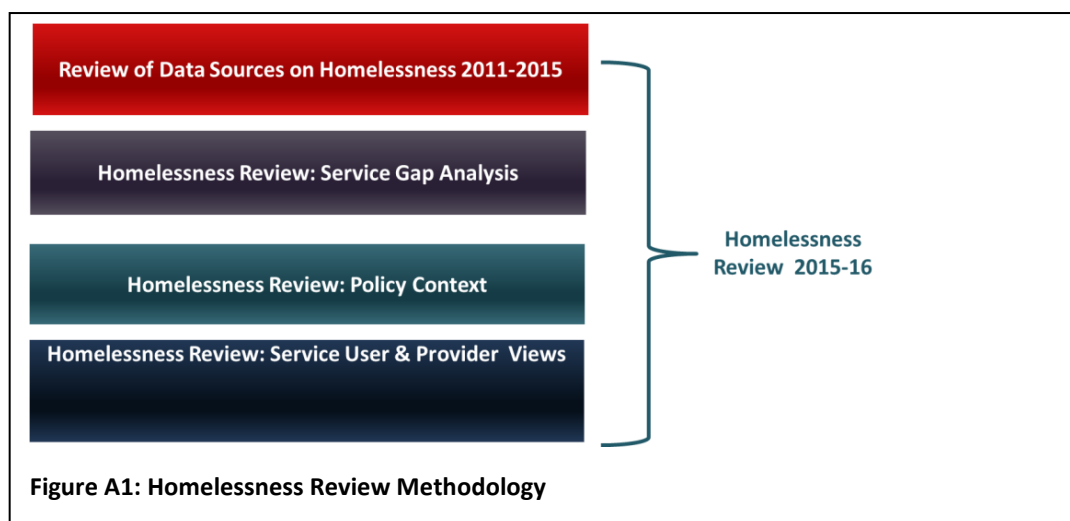 Review of Data Sources on Homelessness 2011-2015
Homelessness Review: Service Gap Analysis
Homelessness Review: Policy Context
Homelessness Review: Service User & Provider Views
Homelessness
Review 2015-16
Figure A1: Homelessness Review Methodology